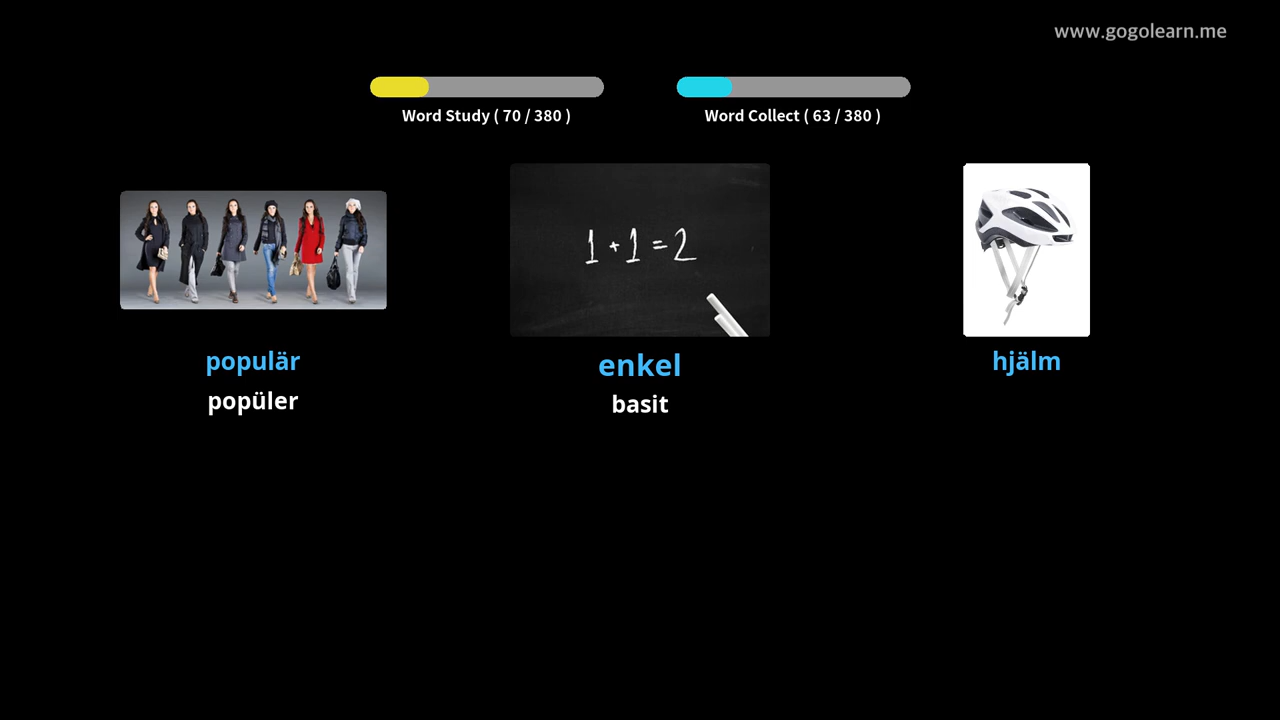 www.gogolearn.me
Word Study ( 70 / 380 )
Word Collect ( 63 / 380 )
1 + 1 = 2
populär
popüler
enkel
basit
hjälm